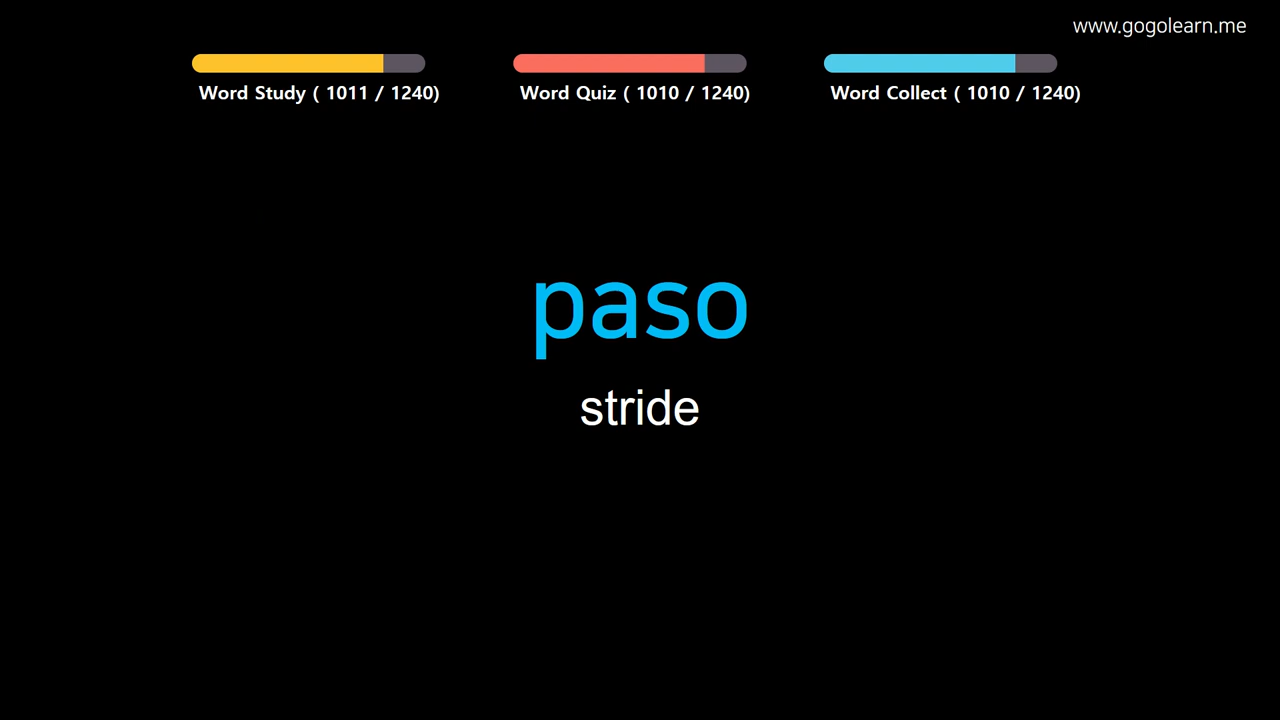 www.gogolearn.me
Word Study ( 1011 / 1240)
Word Quiz ( 1010 / 1240)
Word Collect ( 1010 / 1240)
paso
stride